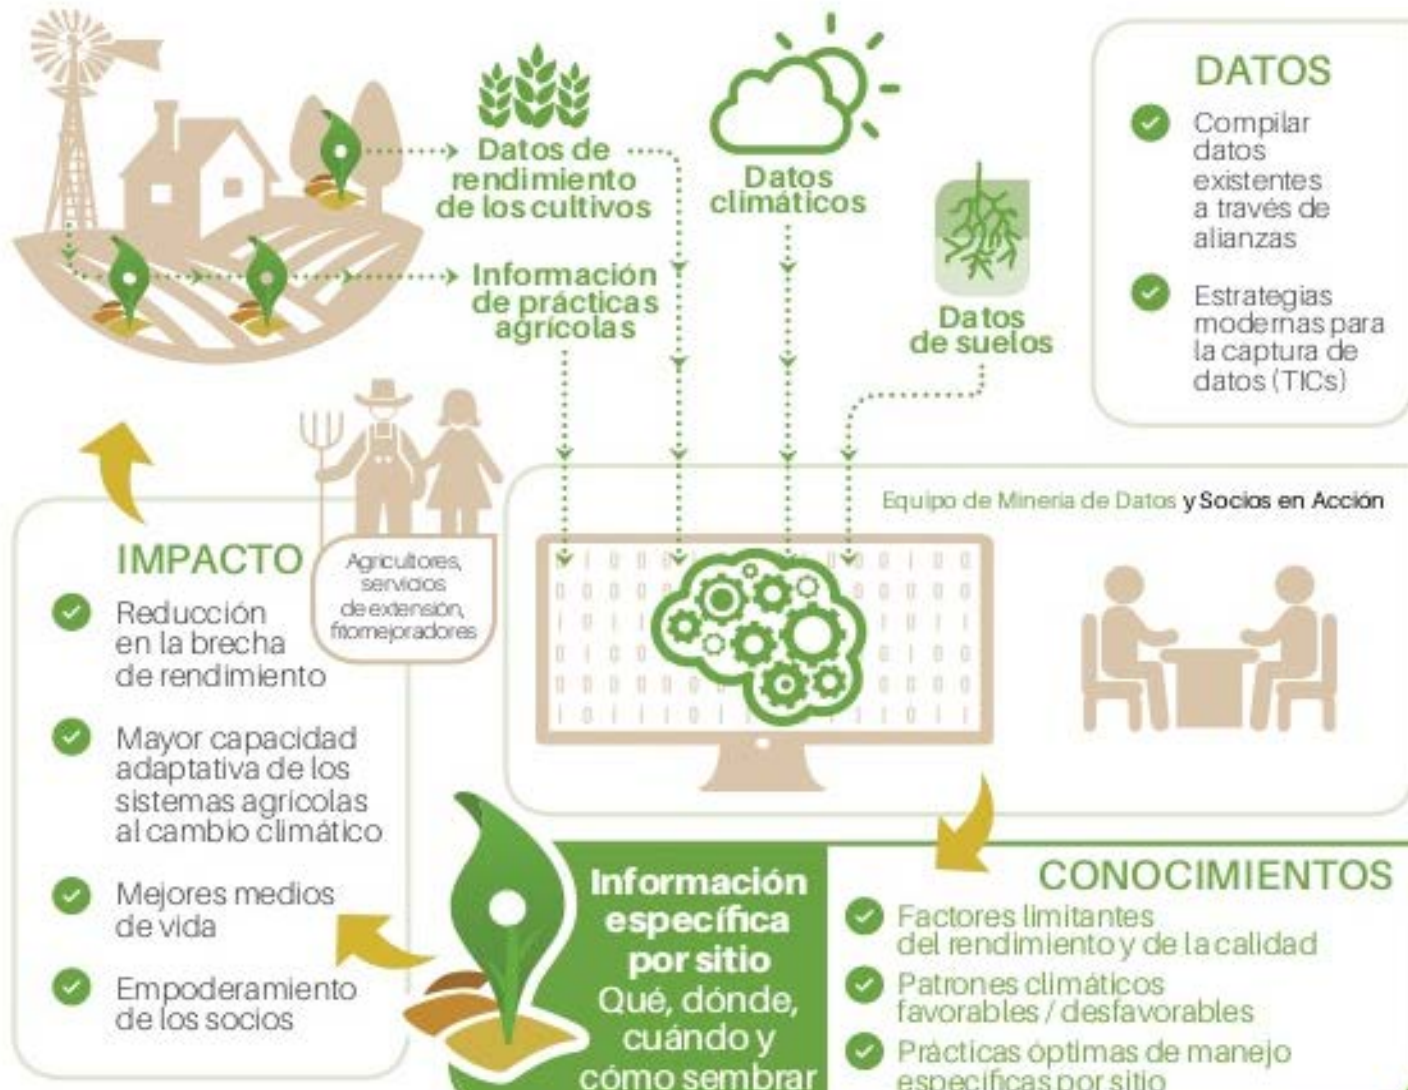 Datos de
rendimiento
de los cultivos
Datos
climáticos
Información
de prácticas
agrícolas
Datos
de suelos
DATOS
Compilar
datos
existentes
a través de
alianzas
Estrategias
modernas para
la captura de
datos (TICs)
Equipo de Minería de Datos y Socios en Acción
Agricultores,
servicios
de extensión,
fitomejoradores
IMPACTO
Reducción
en la brecha
de rendimiento
Mayor capacidad
adaptativa de los
sistemas agrícolas
al cambio climático
Mejores medios
de vida
Empoderamiento
de los socios
Información
específica
por sitio
Qué, dónde,
cuándo y
cómo sembrar
CONOCIMIENTOS
Factores limitantes
del rendimiento y de la calidad
Patrones climáticos
favorables / desfavorables
Prácticas óptimas de manejo
específicas por sitio